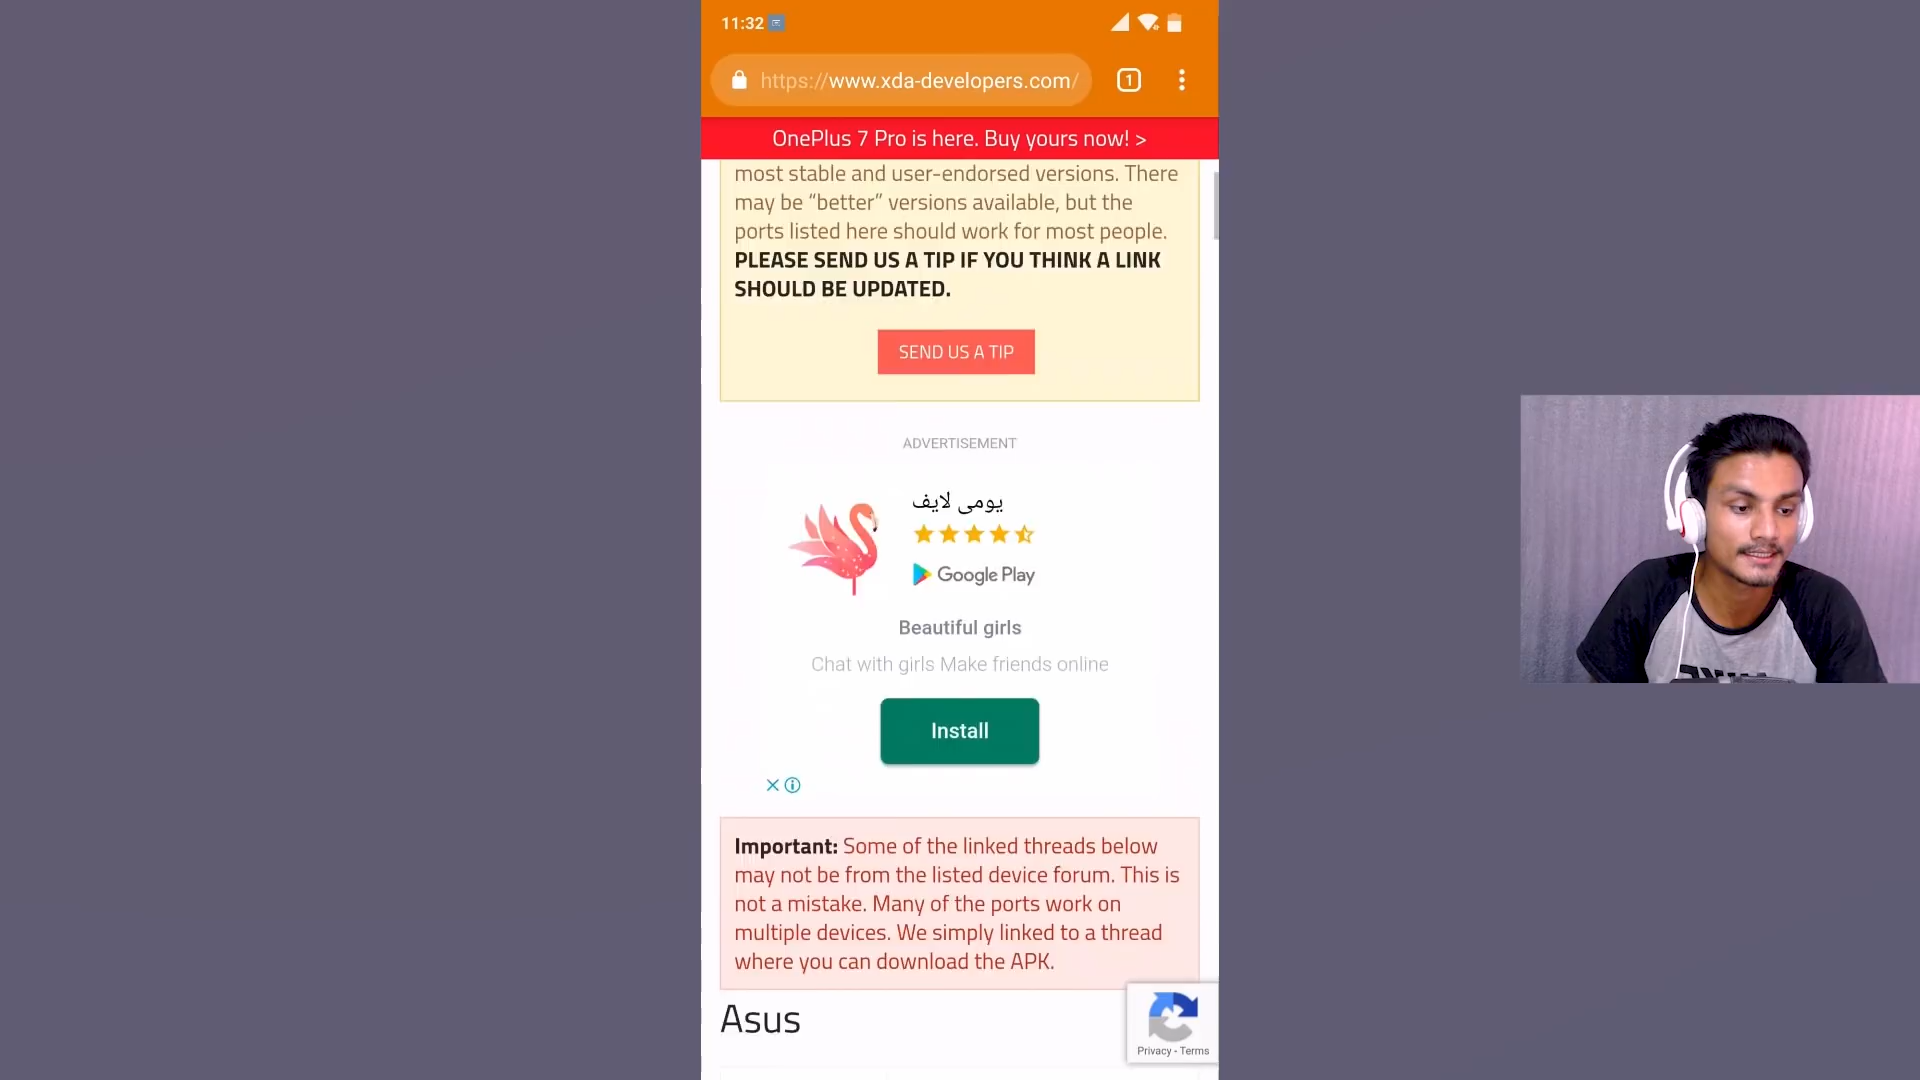 11:32
https://www.xda-developers.com/
1
OnePlus 7 Pro is here. Buy yours now! >
most stable and user-endorsed versions. There
may be “better” versions available, but the
ports listed here should work for most people.
PLEASE SEND US A TIP IF YOU THINK A LINK
SHOULD BE UPDATED.
SEND US A TIP
ADVERTISEMENT
یومی لایف
Google Play
Beautiful girls
Chat with girls Make friends online
Install
Important: Some of the linked threads below
may not be from the listed device forum. This is
not a mistake. Many of the ports work on
multiple devices. We simply linked to a thread
where you can download the APK.
Asus
Privacy - Terms